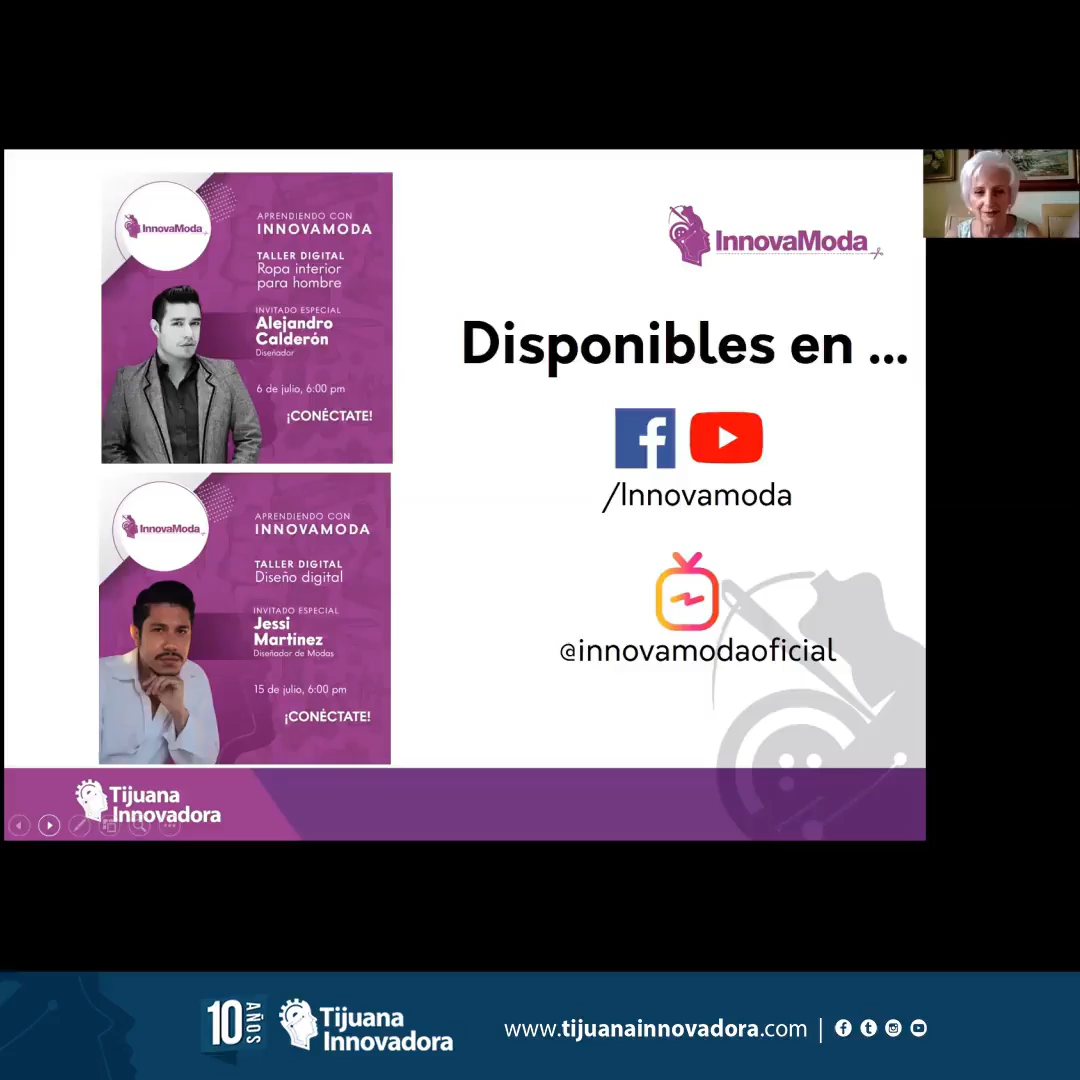 InnovaModa
APRENDIENDO CON
INNOVAMODA
TALLER DIGITAL
Ropa interior
para hombre
INVITADO ESPECIAL
Alejandro
Calderón
Diseñador
6 de julio, 6:00 pm
¡CONÉCTATE!
InnovaModa
APRENDIENDO CON
INNOVAMODA
TALLER DIGITAL
Diseño digital
INVITADO ESPECIAL
Jessi
Martínez
Diseñador de Modas
15 de julio, 6:00 pm
¡CONÉCTATE!
InnovaModa
Disponibles en ...
/Innovamoda
@innovamodaoficial
Tijuana
Innovadora
10 AÑOS
Tijuana
Innovadora
www.tijuanainnovadora.com |